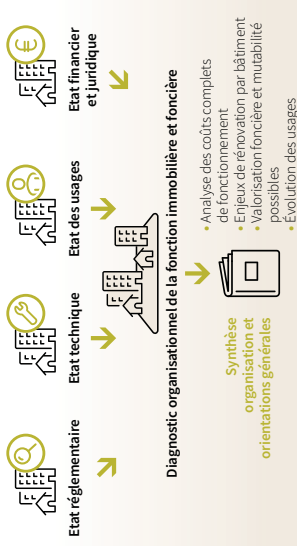 Etat réglementaire
Etat technique
Etat des usages
Etat financier
et juridique
Diagnostic organisationnel de la fonction immobilière et foncière
Synthèse
organisation et
orientations générales
• Analyse des coûts complets
de fonctionnement
• Enjeux de rénovation par bâtiment
• Valorisation foncière et mutabilité
possibles
• Évolution des usages